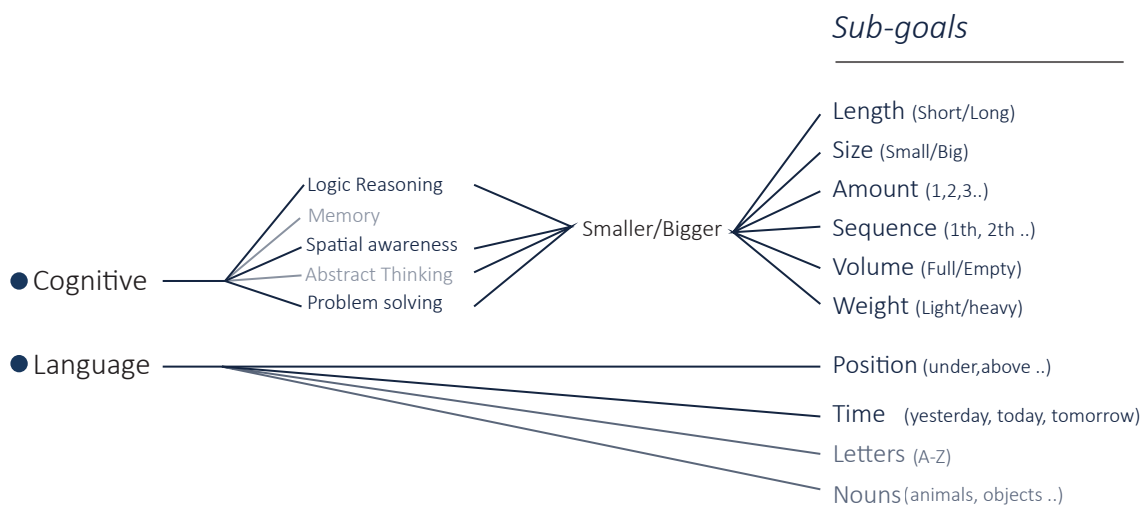 Sub-goals
Length (Short/Long)
Size (Small/Big)
Amount (1,2,3..)
Sequence (1th, 2th ..)
Volume (Full/Empty)
Weight (Light/heavy)
Logic Reasoning
Memory
Spatial awareness
Abstract Thinking
Problem solving
Smaller/Bigger
Cognitive
Language
Position (under,above ..)
Time (yesterday, today, tomorrow)
Letters (A-Z)
Nouns (animals, objects ..)